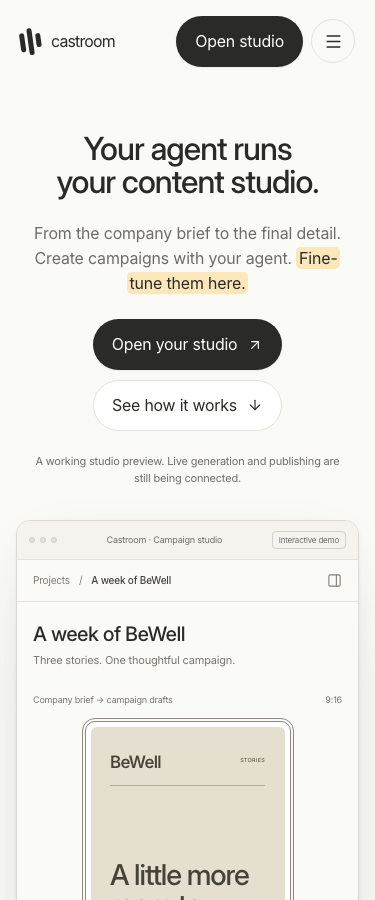 castroom
Open studio
Your agent runs
your content studio.
From the company brief to the final detail.
Create campaigns with your agent. Fine-
tune them here.
Open your studio
See how it works
A working studio preview. Live generation and publishing are
still being connected.
Castroom · Campaign studio
Interactive demo
Projects / A week of BeWell
A week of BeWell
Three stories. One thoughtful campaign.
Company brief → campaign drafts
9:16
BeWell
STORIES
A little more